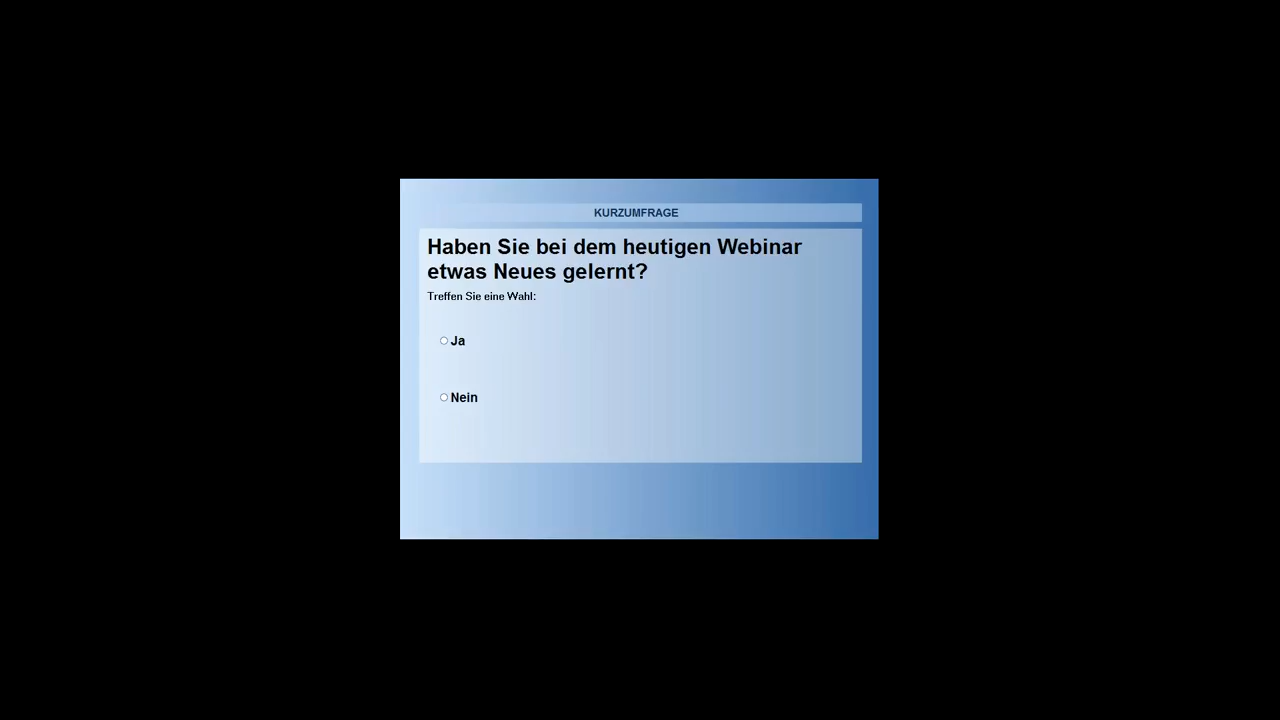 KURZUMFRAGE
Haben Sie bei dem heutigen Webinar
etwas Neues gelernt?
Treffen Sie eine Wahl:
Ja
Nein